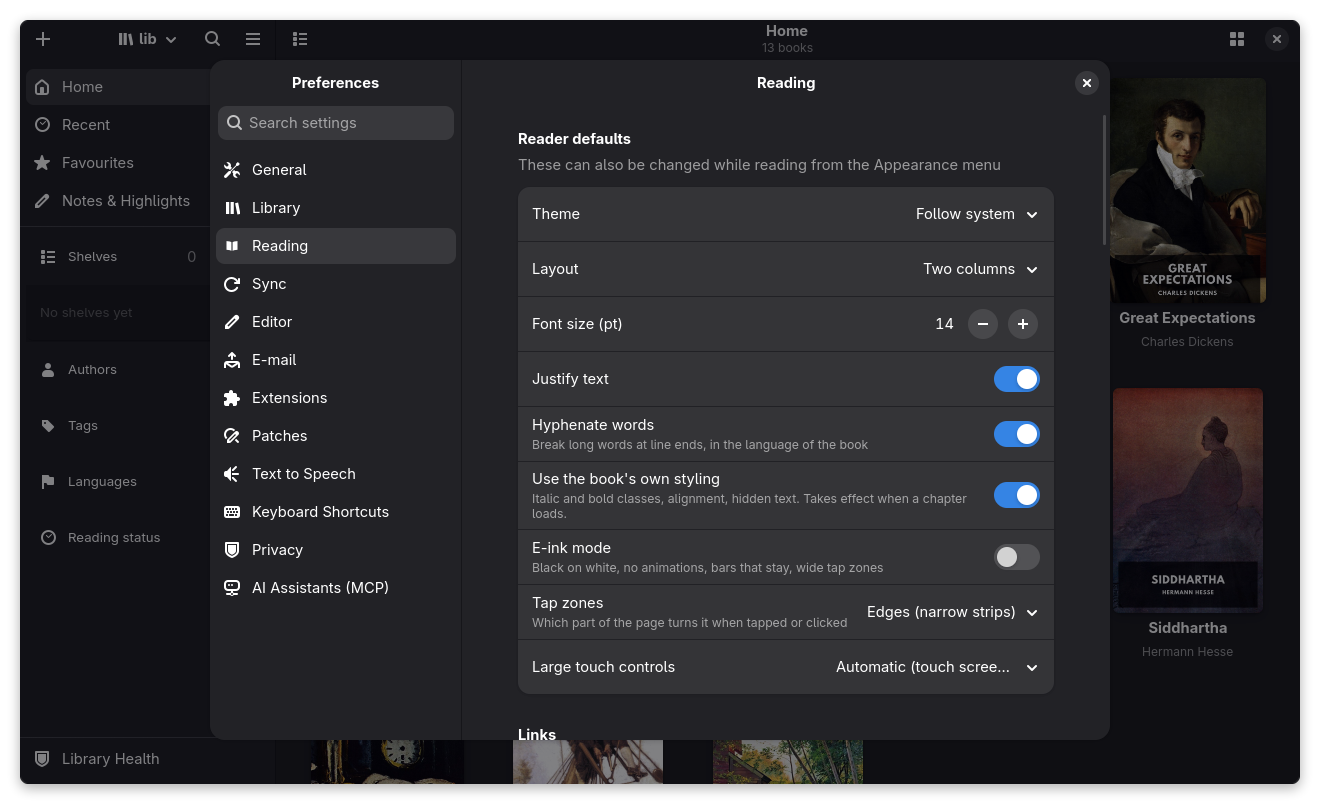 lib
Home
13 books
Home
Recent
Favourites
Notes & Highlights
Shelves
0
No shelves yet
Authors
Tags
Languages
Reading status
Library Health
Preferences
Search settings
General
Library
Reading
Sync
Editor
E-mail
Extensions
Patches
Text to Speech
Keyboard Shortcuts
Privacy
AI Assistants (MCP)
Reading
Reader defaults
These can also be changed while reading from the Appearance menu
Theme
Follow system
Layout
Two columns
Font size (pt)
14
Justify text
Hyphenate words
Break long words at line ends, in the language of the book
Use the book's own styling
Italic and bold classes, alignment, hidden text. Takes effect when a chapter
loads.
E-ink mode
Black on white, no animations, bars that stay, wide tap zones
Tap zones
Which part of the page turns it when tapped or clicked
Edges (narrow strips)
Large touch controls
Automatic (touch scree...
Links
GREAT
EXPECTATIONS
CHARLES DICKENS
Great Expectations
Charles Dickens
SIDDHARTHA
HERMANN HESSE
Siddhartha
Hermann Hesse